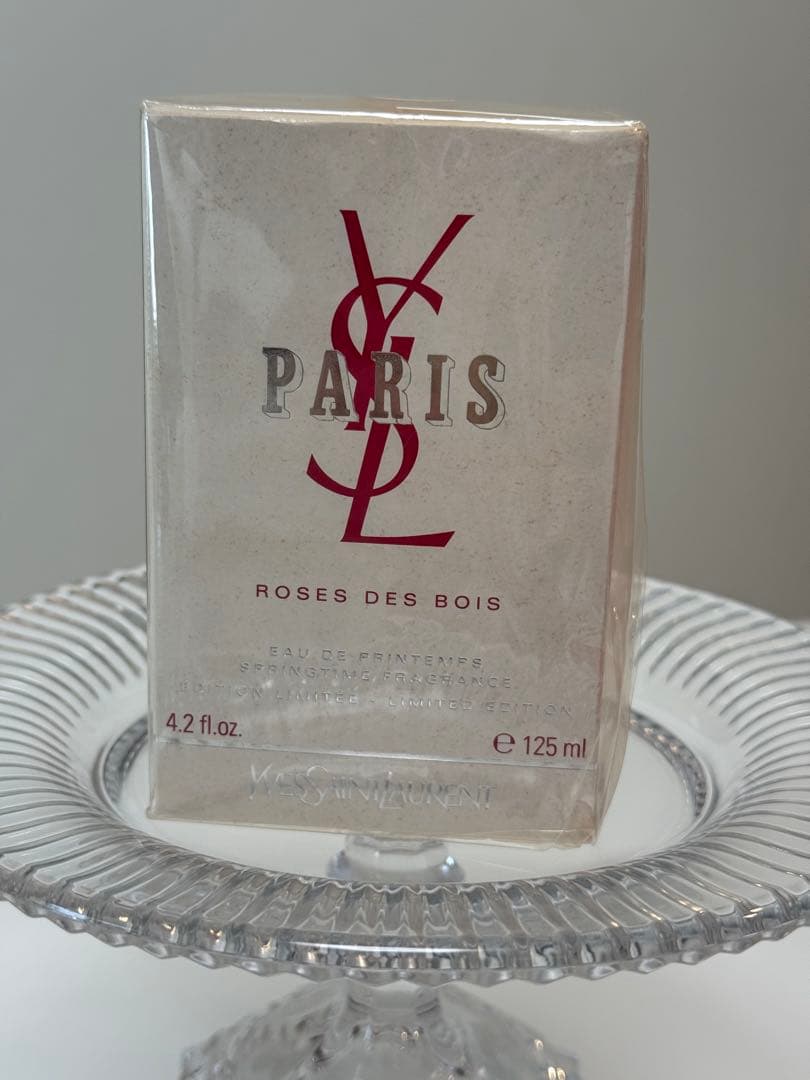 YSL
PARIS
ROSES DES BOIS
EAU DE PRINTEMPS
SPRINGTIME FRAGRANCE
EDITION LIMITÉE - LIMITED EDITION
4.2 fl.oz.
℮ 125 ml
YVESSAINTLAURENT